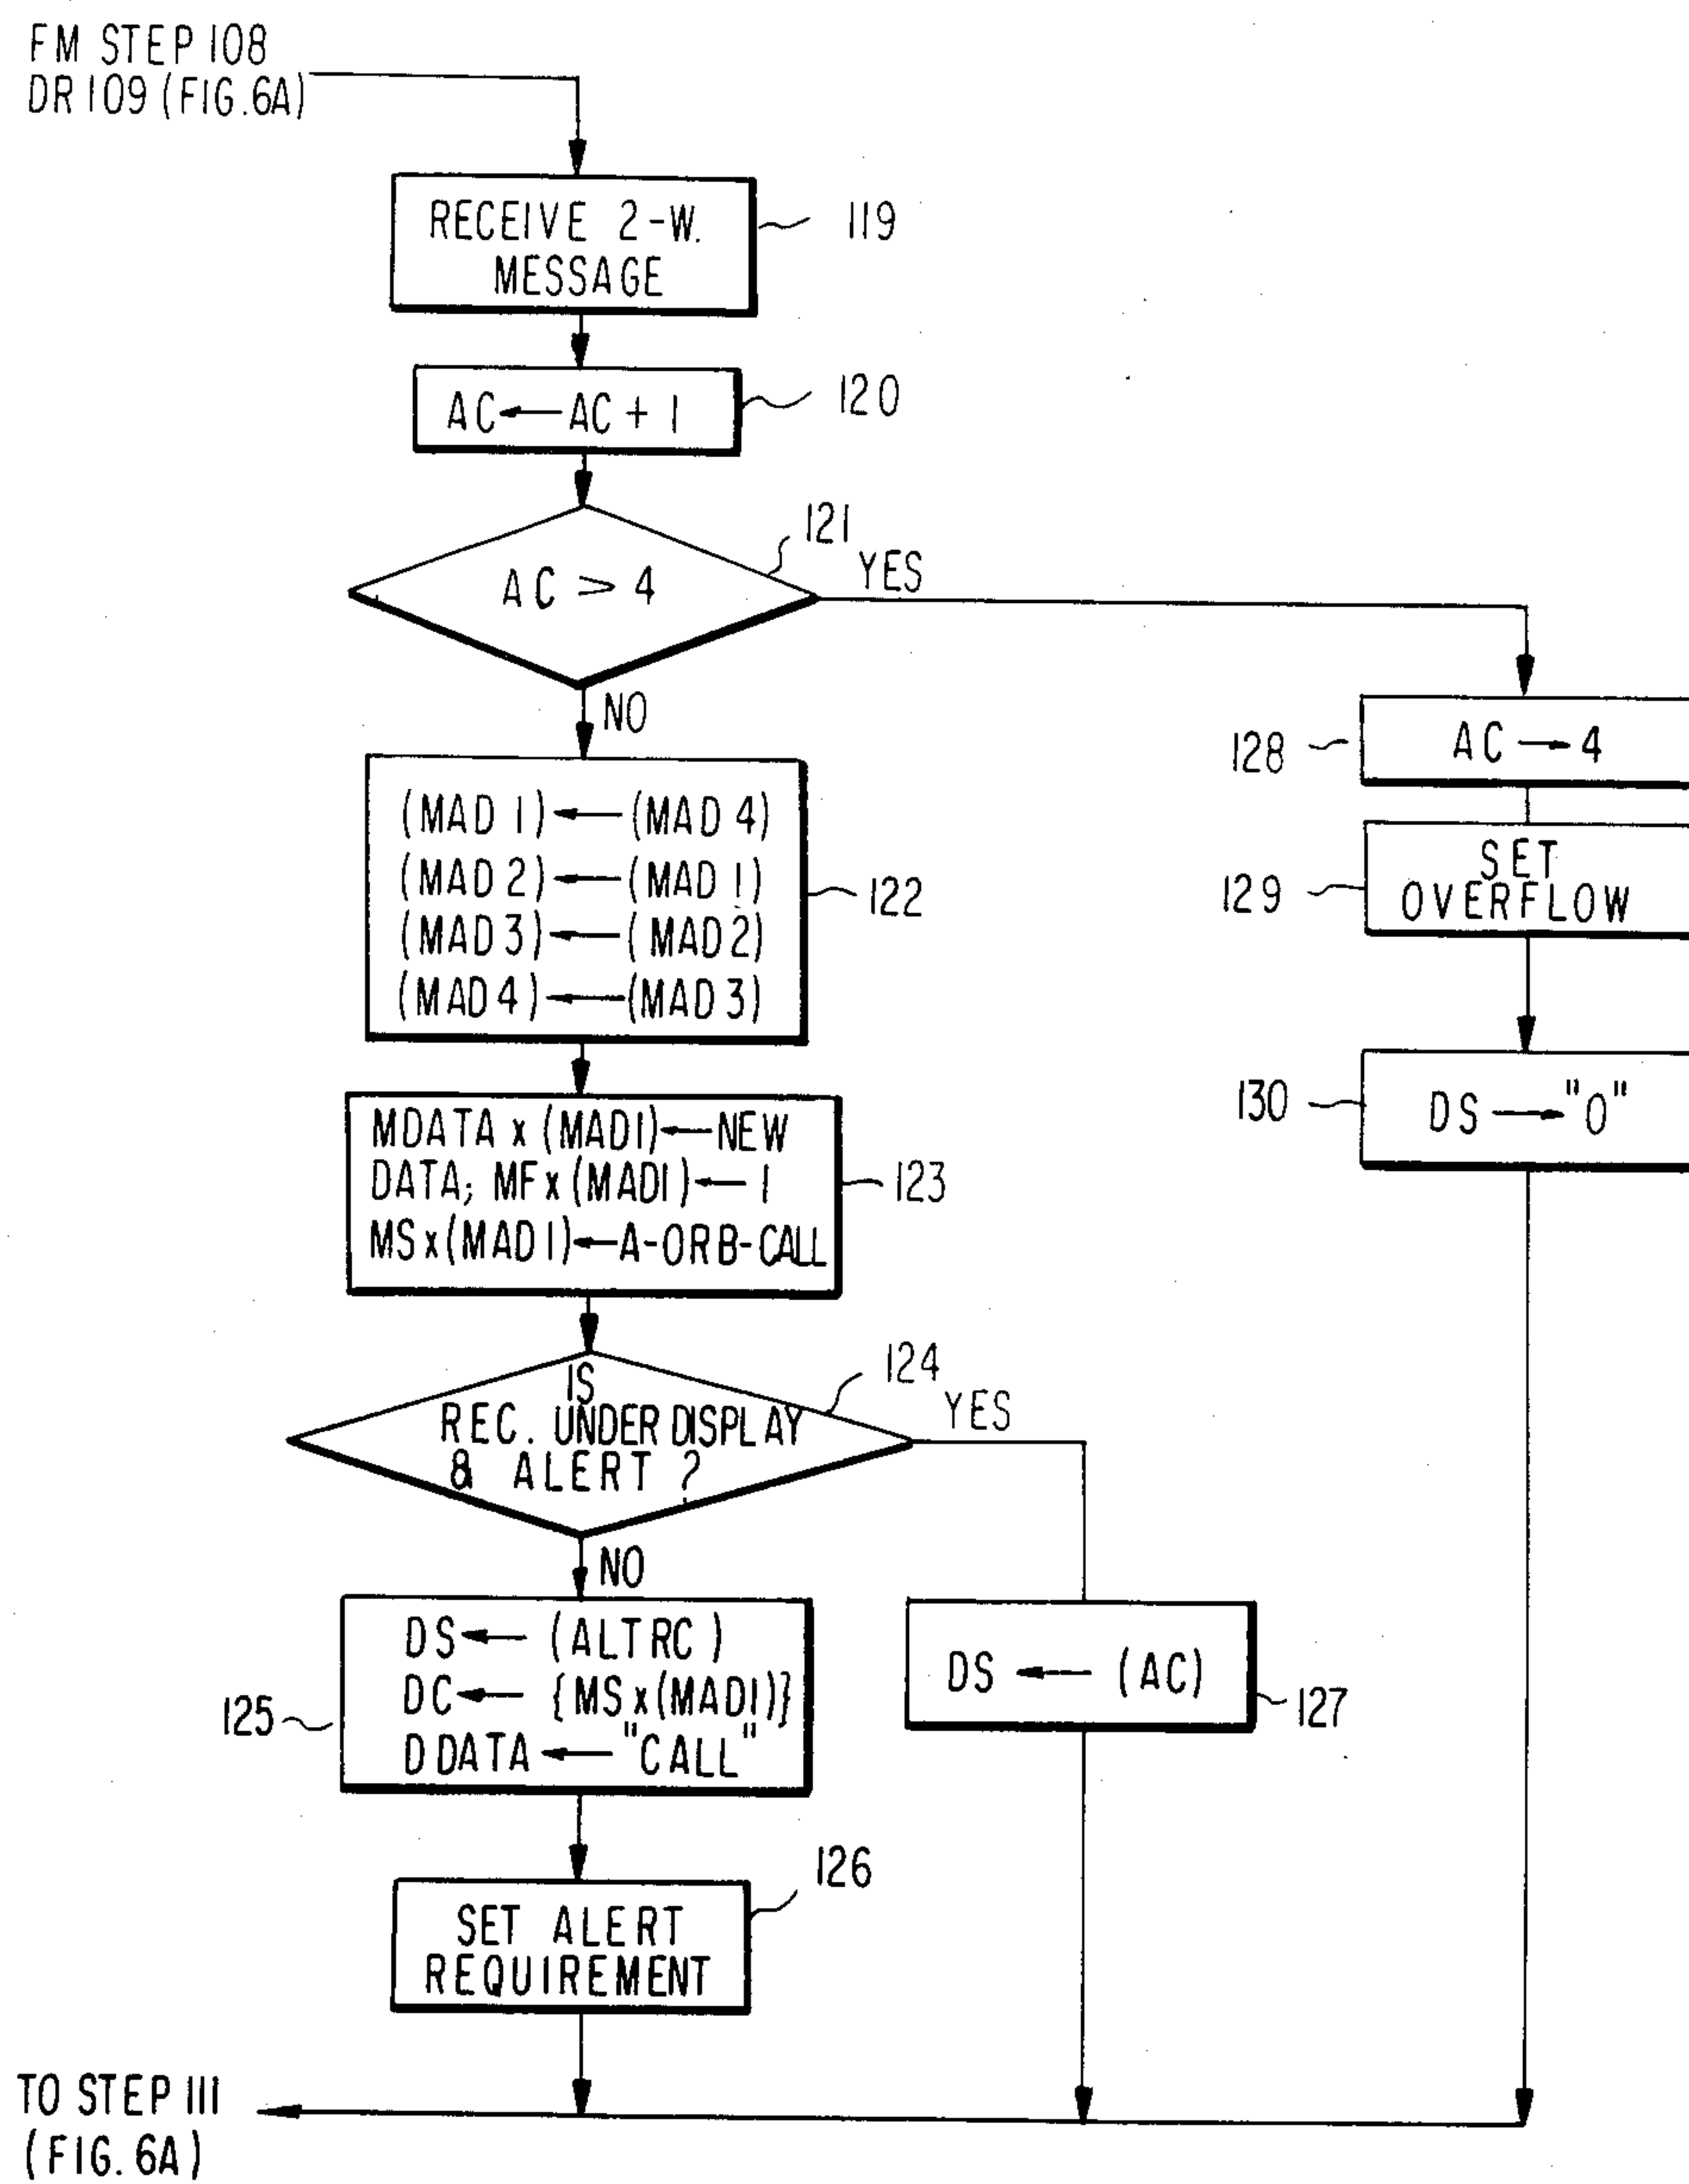 FM STEP 108
DR 109 (FIG. 6A)
RECEIVE 2-W.
MESSAGE
119
AC ← AC + 1
120
121
AC > 4
YES
NO
(MAD 1) ← (MAD 4)
(MAD 2) ← (MAD 1)
(MAD 3) ← (MAD 2)
(MAD 4) ← (MAD 3)
122
128
AC → 4
129
SET
OVERFLOW
130
DS → "0"
MDATA x (MAD1) ← NEW
DATA; MF x (MAD1) ← 1
MS x (MAD1) ← A-ORB-CALL
123
124
IS
REC. UNDER DISPLAY
& ALERT ?
YES
NO
DS ← (ALTRC)
DC ← {MS x (MAD1)}
D DATA ← "CALL"
125
DS ← (AC)
127
126
SET ALERT
REQUIREMENT
TO STEP 111
(FIG. 6A)